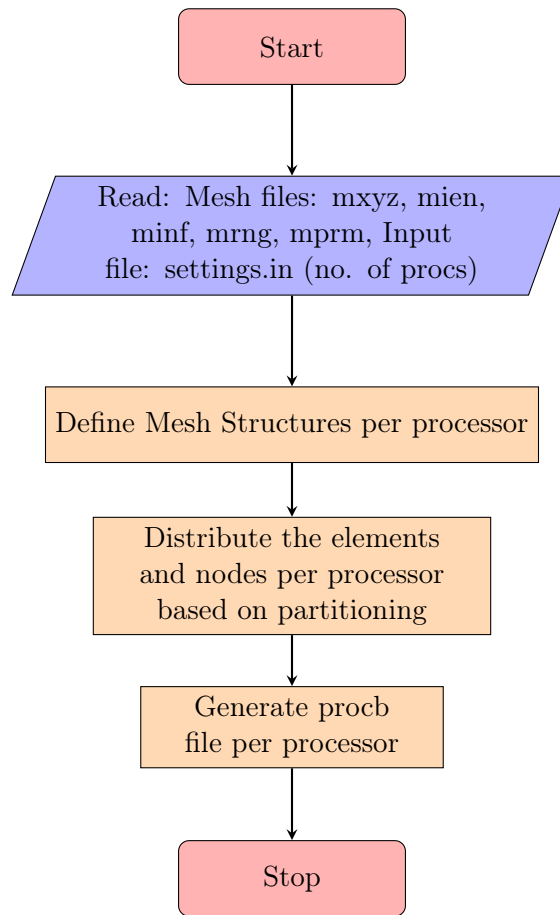 Start
Read: Mesh files: mxyz, mien,
minf, mrng, mprm, Input
file: settings.in (no. of procs)
Define Mesh Structures per processor
Distribute the elements
and nodes per processor
based on partitioning
Generate procb
file per processor
Stop